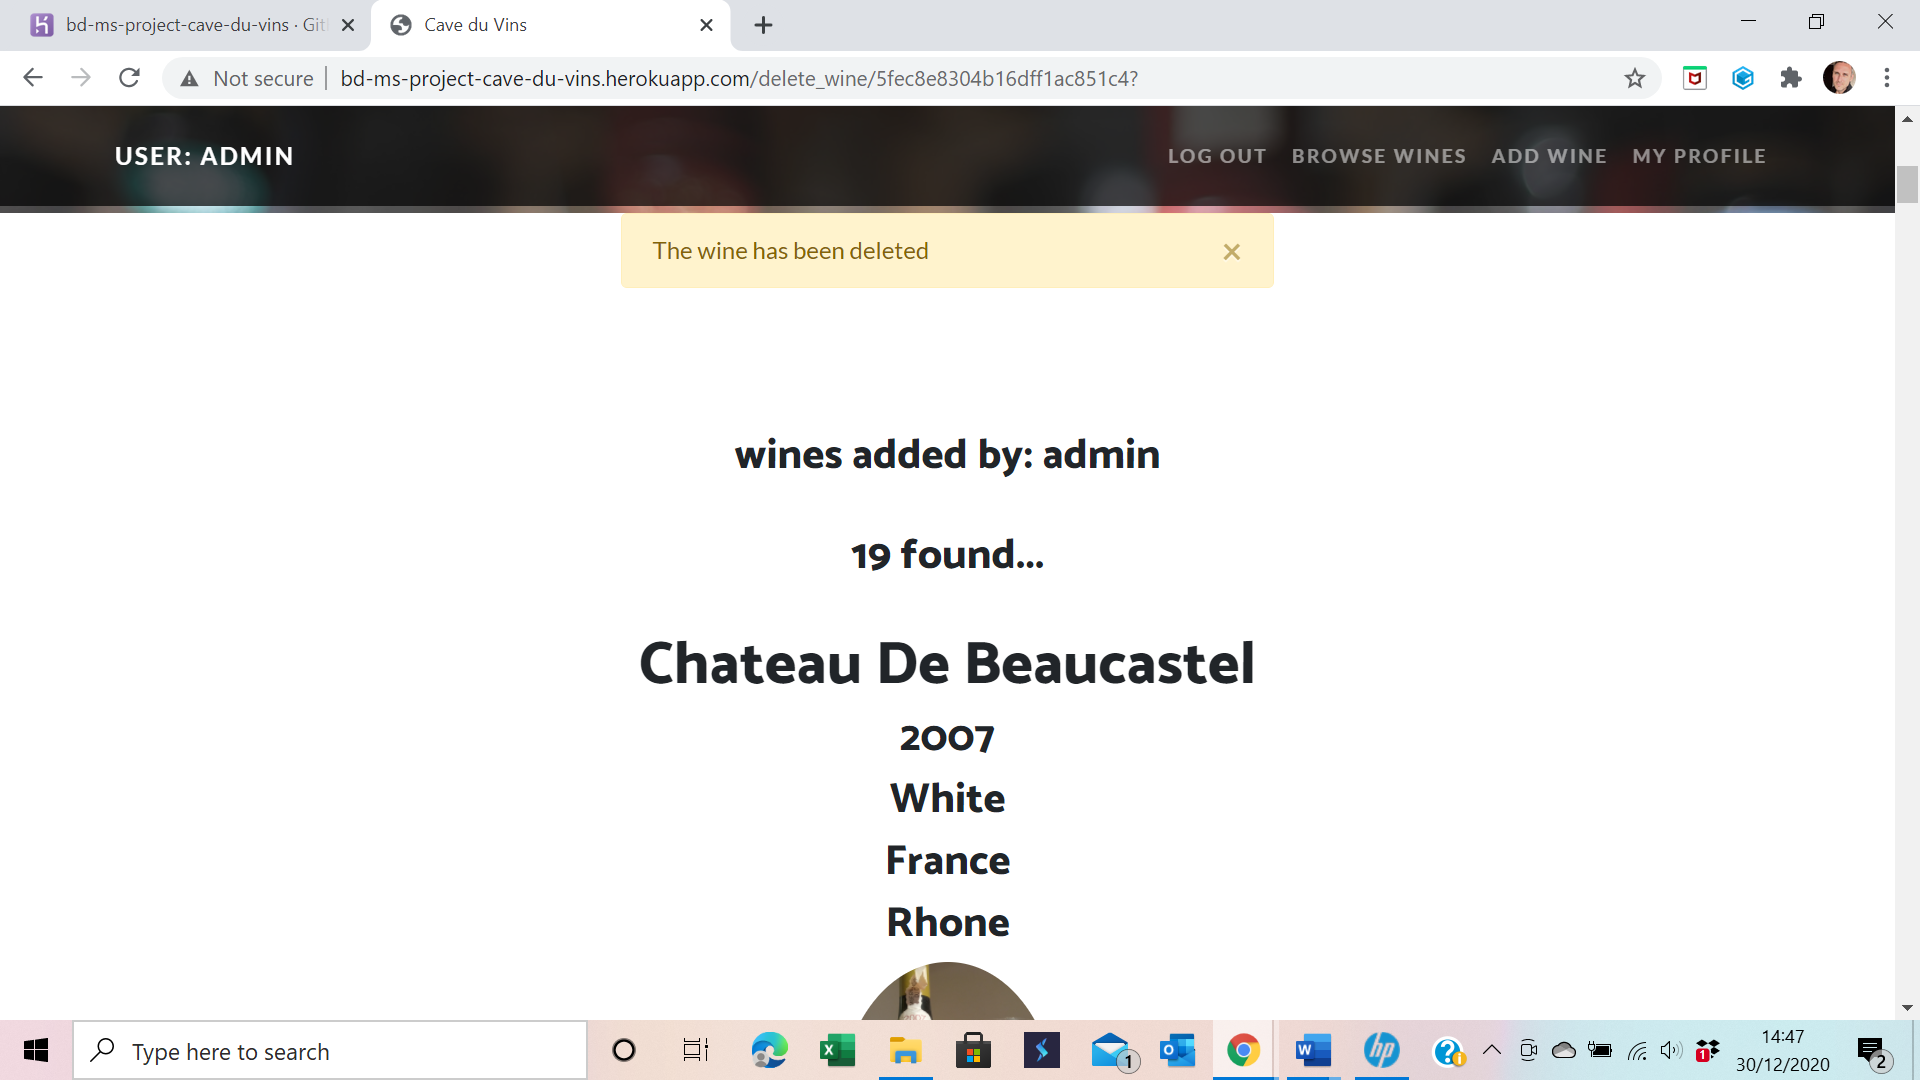 bd-ms-project-cave-du-vins · Git
Cave du Vins
Not secure
bd-ms-project-cave-du-vins.herokuapp.com/delete_wine/5fec8e8304b16dff1ac851c4?
USER: ADMIN
LOG OUT BROWSE WINES ADD WINE MY PROFILE
The wine has been deleted ×
wines added by: admin
19 found...
Chateau De Beaucastel
2007
White
France
Rhone
Type here to search
1
1
14:47
30/12/2020
2